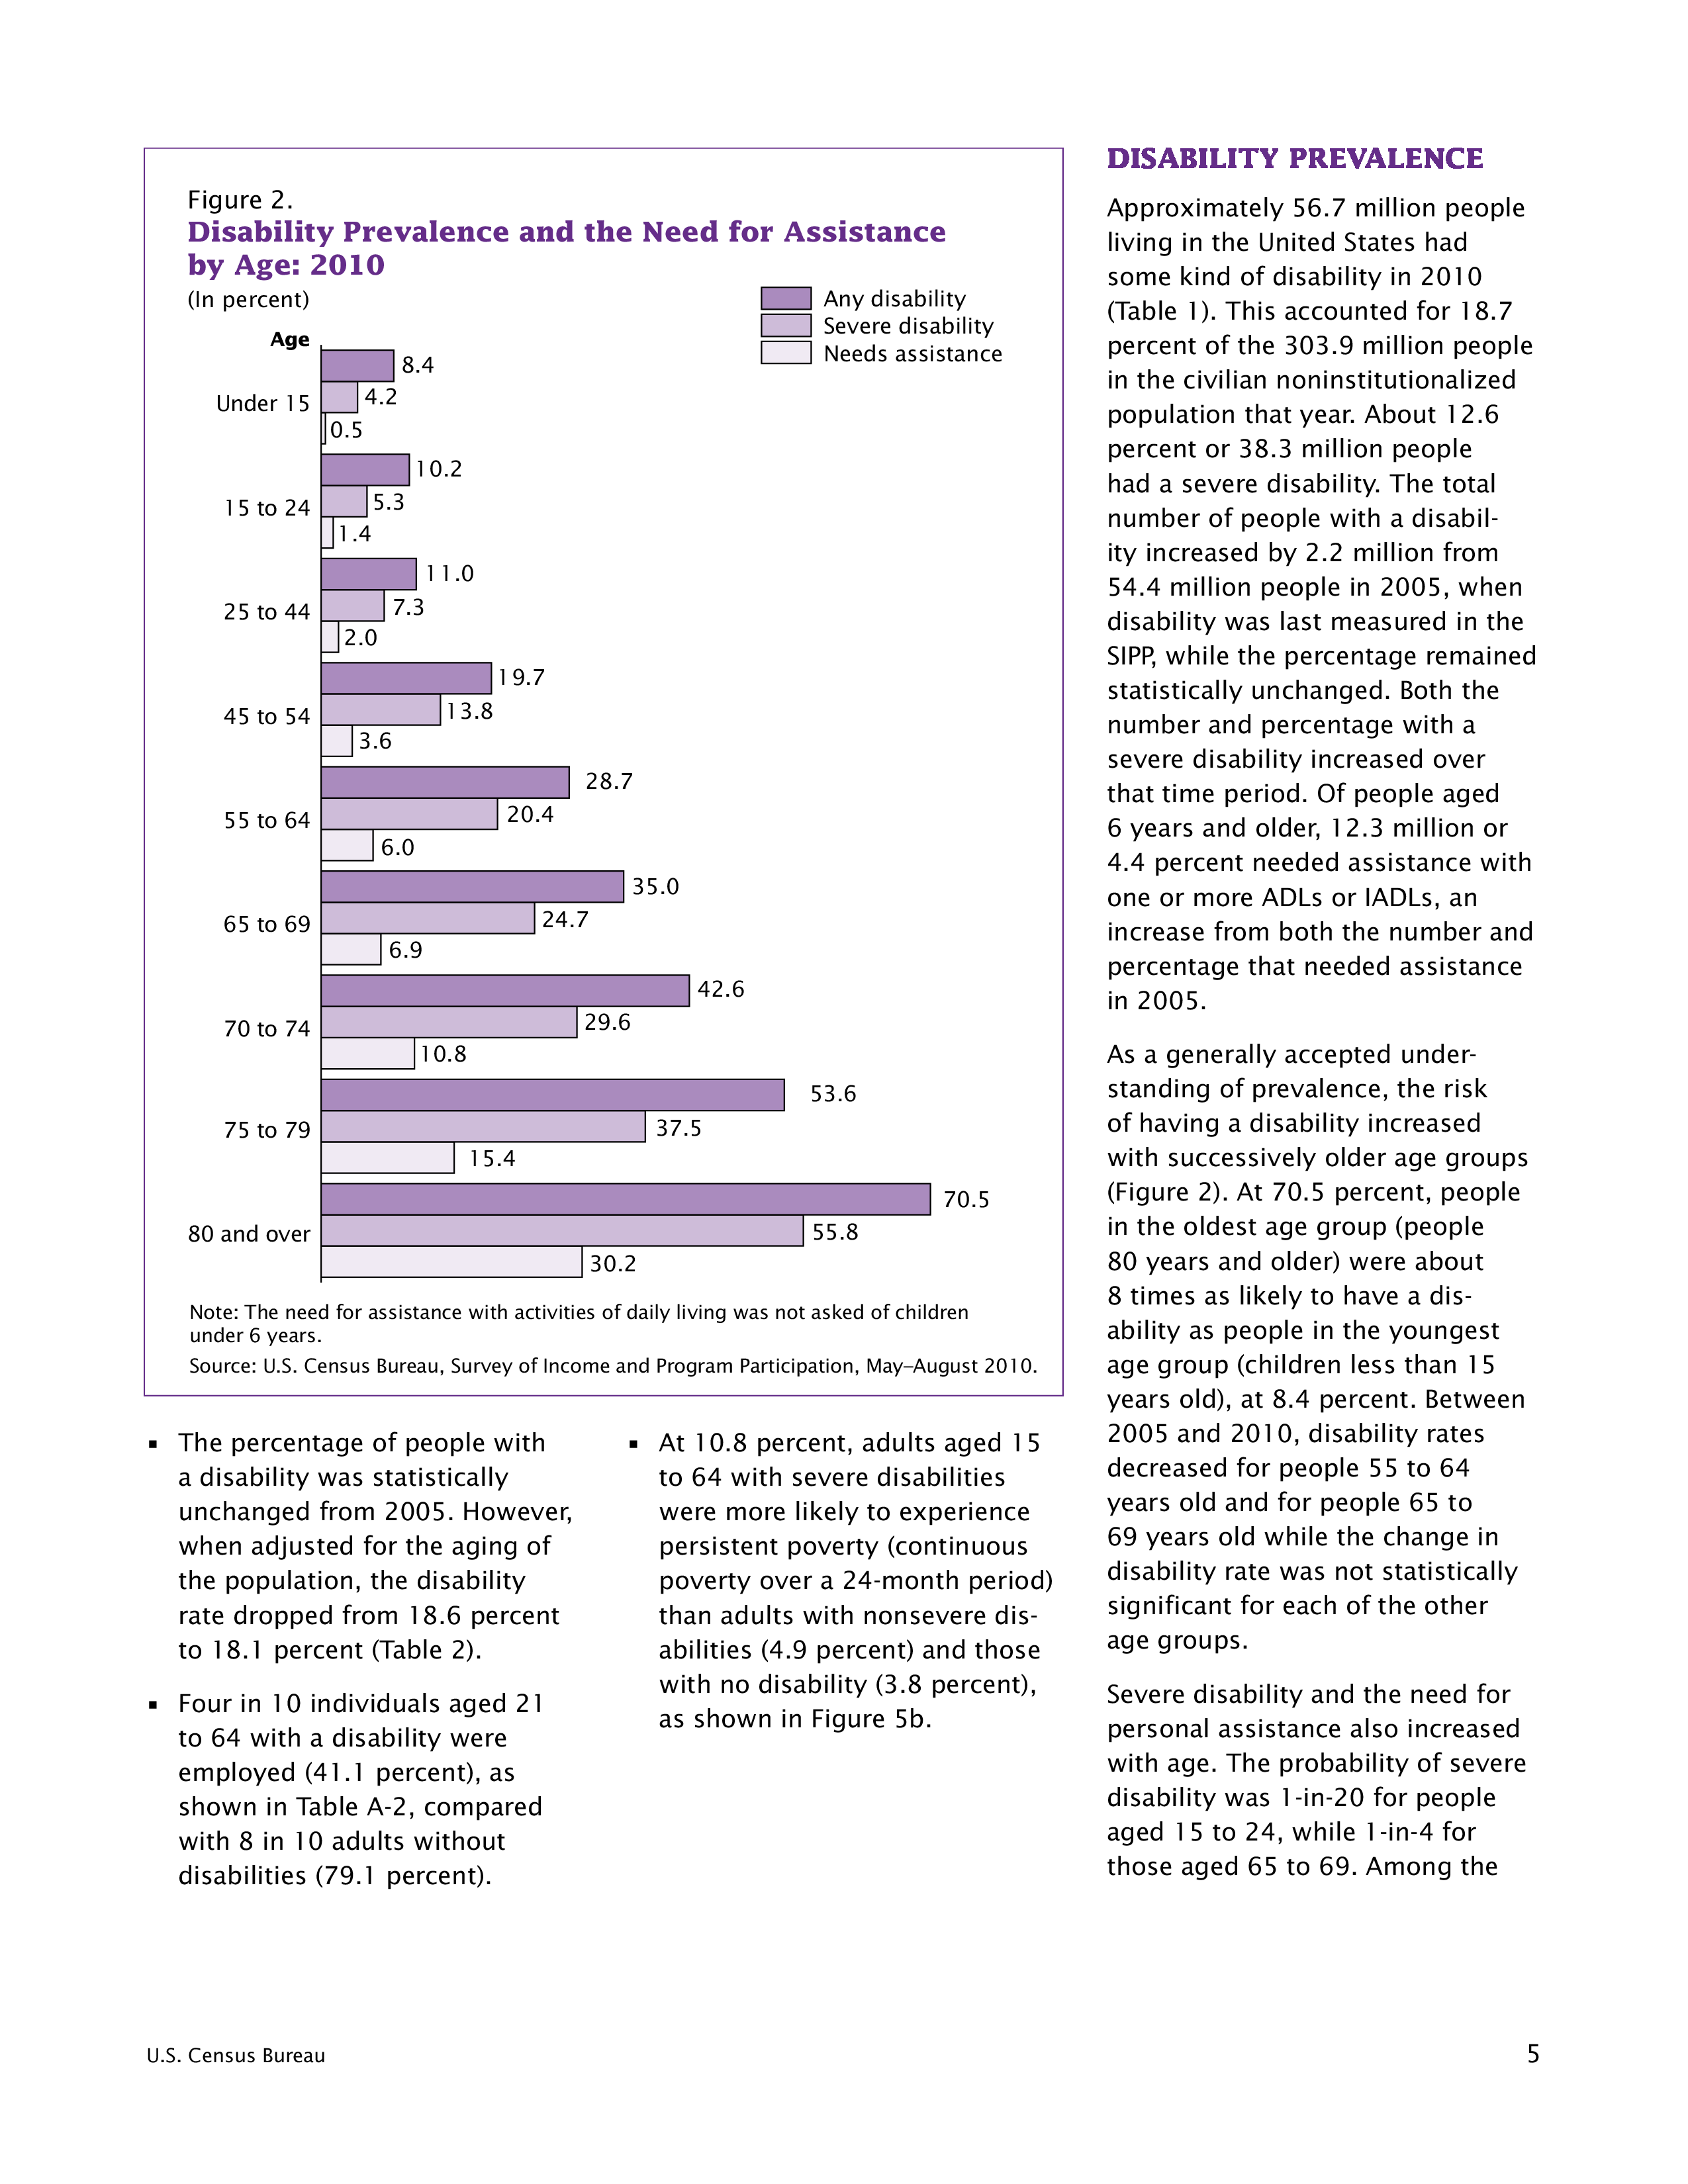 Figure 2.
Disability Prevalence and the Need for Assistance
by Age: 2010
(In percent)
Any disability
Severe disability
Needs assistance
Age
Under 15
8.4
4.2
0.5
15 to 24
10.2
5.3
1.4
25 to 44
11.0
7.3
2.0
45 to 54
19.7
13.8
3.6
55 to 64
28.7
20.4
6.0
65 to 69
35.0
24.7
6.9
70 to 74
42.6
29.6
10.8
75 to 79
53.6
37.5
15.4
80 and over
70.5
55.8
30.2
Note: The need for assistance with activities of daily living was not asked of children
under 6 years.
Source: U.S. Census Bureau, Survey of Income and Program Participation, May–August 2010.
▪ The percentage of people with
a disability was statistically
unchanged from 2005. However,
when adjusted for the aging of
the population, the disability
rate dropped from 18.6 percent
to 18.1 percent (Table 2).
▪ Four in 10 individuals aged 21
to 64 with a disability were
employed (41.1 percent), as
shown in Table A-2, compared
with 8 in 10 adults without
disabilities (79.1 percent).
▪ At 10.8 percent, adults aged 15
to 64 with severe disabilities
were more likely to experience
persistent poverty (continuous
poverty over a 24-month period)
than adults with nonsevere dis-
abilities (4.9 percent) and those
with no disability (3.8 percent),
as shown in Figure 5b.
DISABILITY PREVALENCE
Approximately 56.7 million people
living in the United States had
some kind of disability in 2010
(Table 1). This accounted for 18.7
percent of the 303.9 million people
in the civilian noninstitutionalized
population that year. About 12.6
percent or 38.3 million people
had a severe disability. The total
number of people with a disabil-
ity increased by 2.2 million from
54.4 million people in 2005, when
disability was last measured in the
SIPP, while the percentage remained
statistically unchanged. Both the
number and percentage with a
severe disability increased over
that time period. Of people aged
6 years and older, 12.3 million or
4.4 percent needed assistance with
one or more ADLs or IADLs, an
increase from both the number and
percentage that needed assistance
in 2005.
As a generally accepted under-
standing of prevalence, the risk
of having a disability increased
with successively older age groups
(Figure 2). At 70.5 percent, people
in the oldest age group (people
80 years and older) were about
8 times as likely to have a dis-
ability as people in the youngest
age group (children less than 15
years old), at 8.4 percent. Between
2005 and 2010, disability rates
decreased for people 55 to 64
years old and for people 65 to
69 years old while the change in
disability rate was not statistically
significant for each of the other
age groups.
Severe disability and the need for
personal assistance also increased
with age. The probability of severe
disability was 1-in-20 for people
aged 15 to 24, while 1-in-4 for
those aged 65 to 69. Among the
U.S. Census Bureau
5